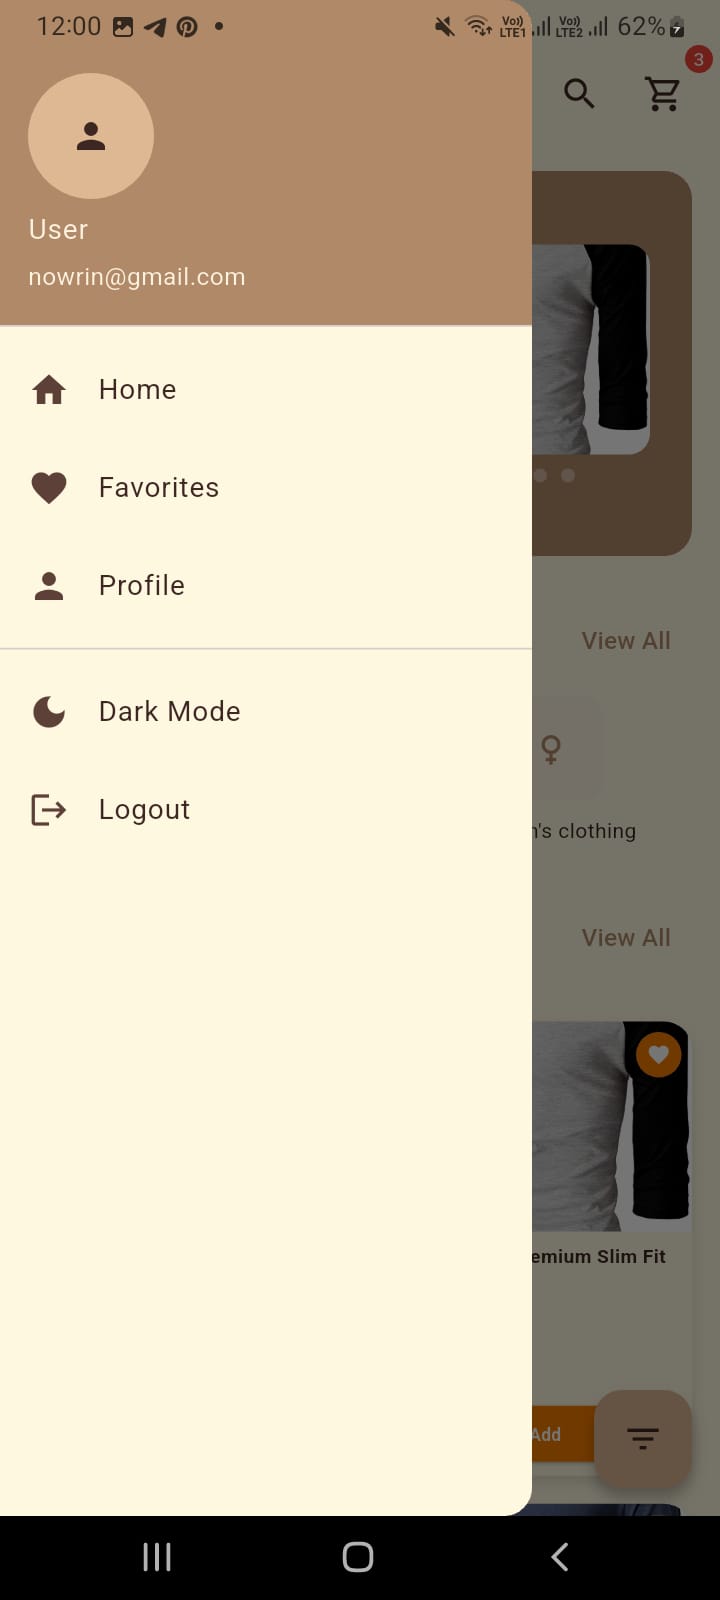 12:00
Vo)) LTE1 Vo)) LTE2 62%
3
User
nowrin@gmail.com
Home
Favorites
Profile
View All
Dark Mode
Logout
n's clothing
View All
emium Slim Fit
Add